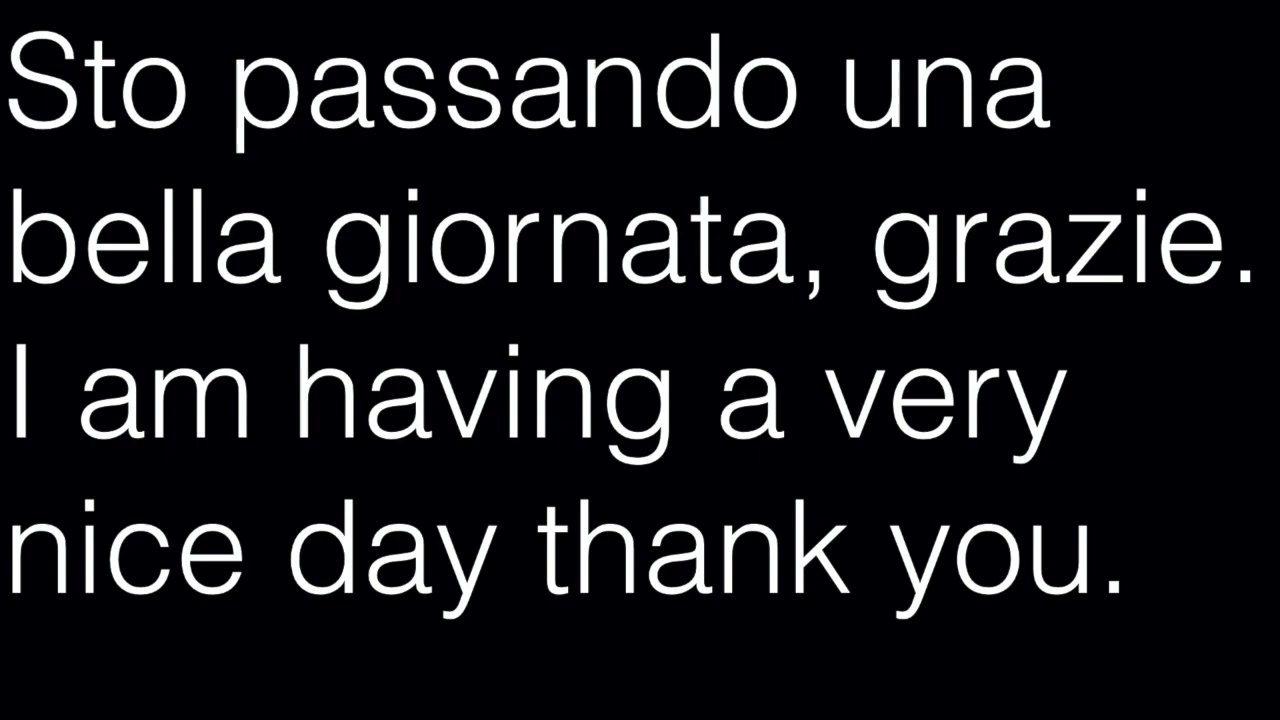 Sto passando una
bella giornata, grazie.
I am having a very
nice day thank you.